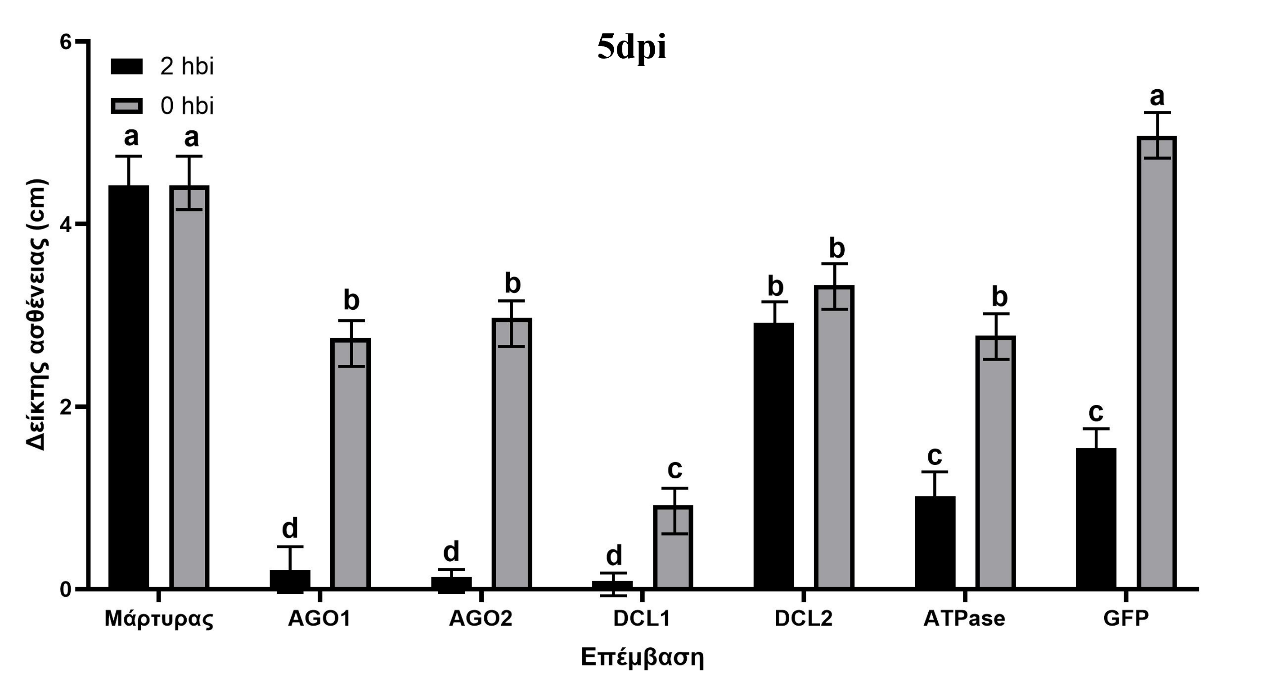 5dpi
2 hbi
0 hbi
Δείκτης ασθένειας (cm)
6
4
2
0
a a
d b
d b
d c
b b
c b
c a
Μάρτυρας AGO1 AGO2 DCL1 DCL2 ATPase GFP
Επέμβαση